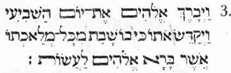 3. וַיְבָרֶךְ אֱלֹהִים אֶת־יוֹם הַשְּׁבִיעִי
וַיְקַדֵּשׁ אֹתוֹ כִּי בוֹ שָׁבַת מִכָּל־מְלַאכְתּוֹ
אֲשֶׁר בָּרָא אֱלֹהִים לַעֲשׂוֹת׃